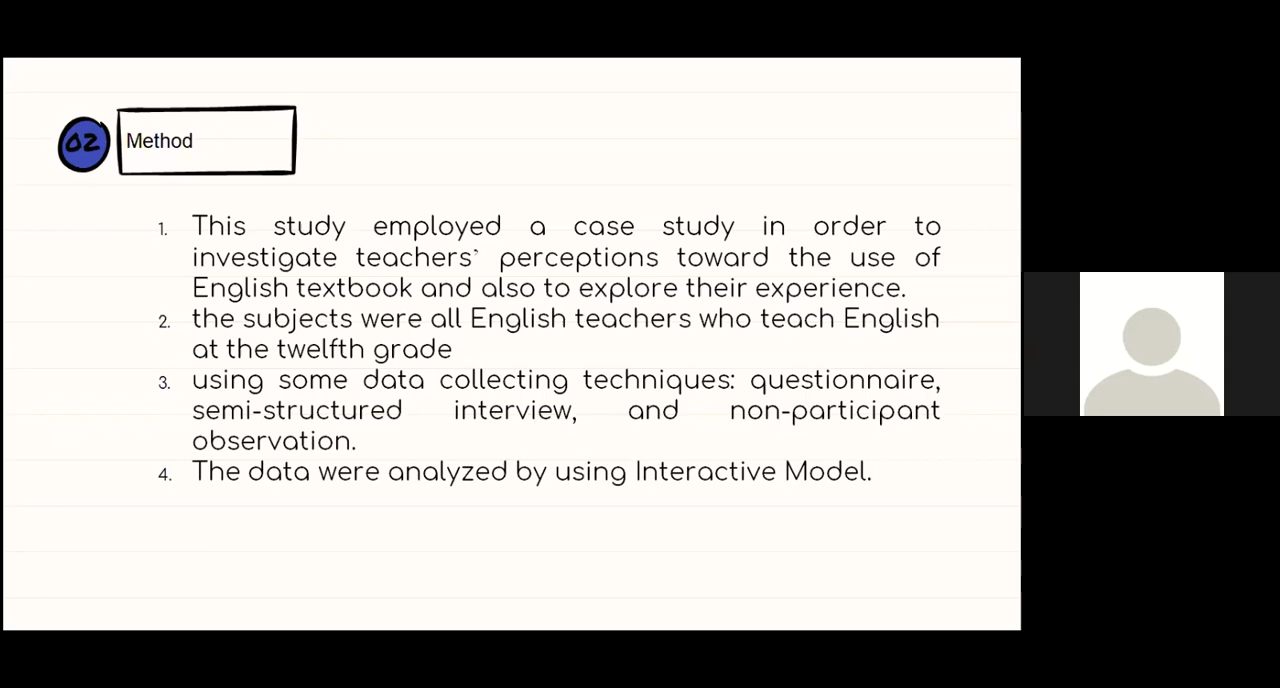 02
Method
1. This study employed a case study in order to
investigate teachers' perceptions toward the use of
English textbook and also to explore their experience.
2. the subjects were all English teachers who teach English
at the twelfth grade
3. using some data collecting techniques: questionnaire,
semi-structured interview, and non-participant
observation.
4. The data were analyzed by using Interactive Model.